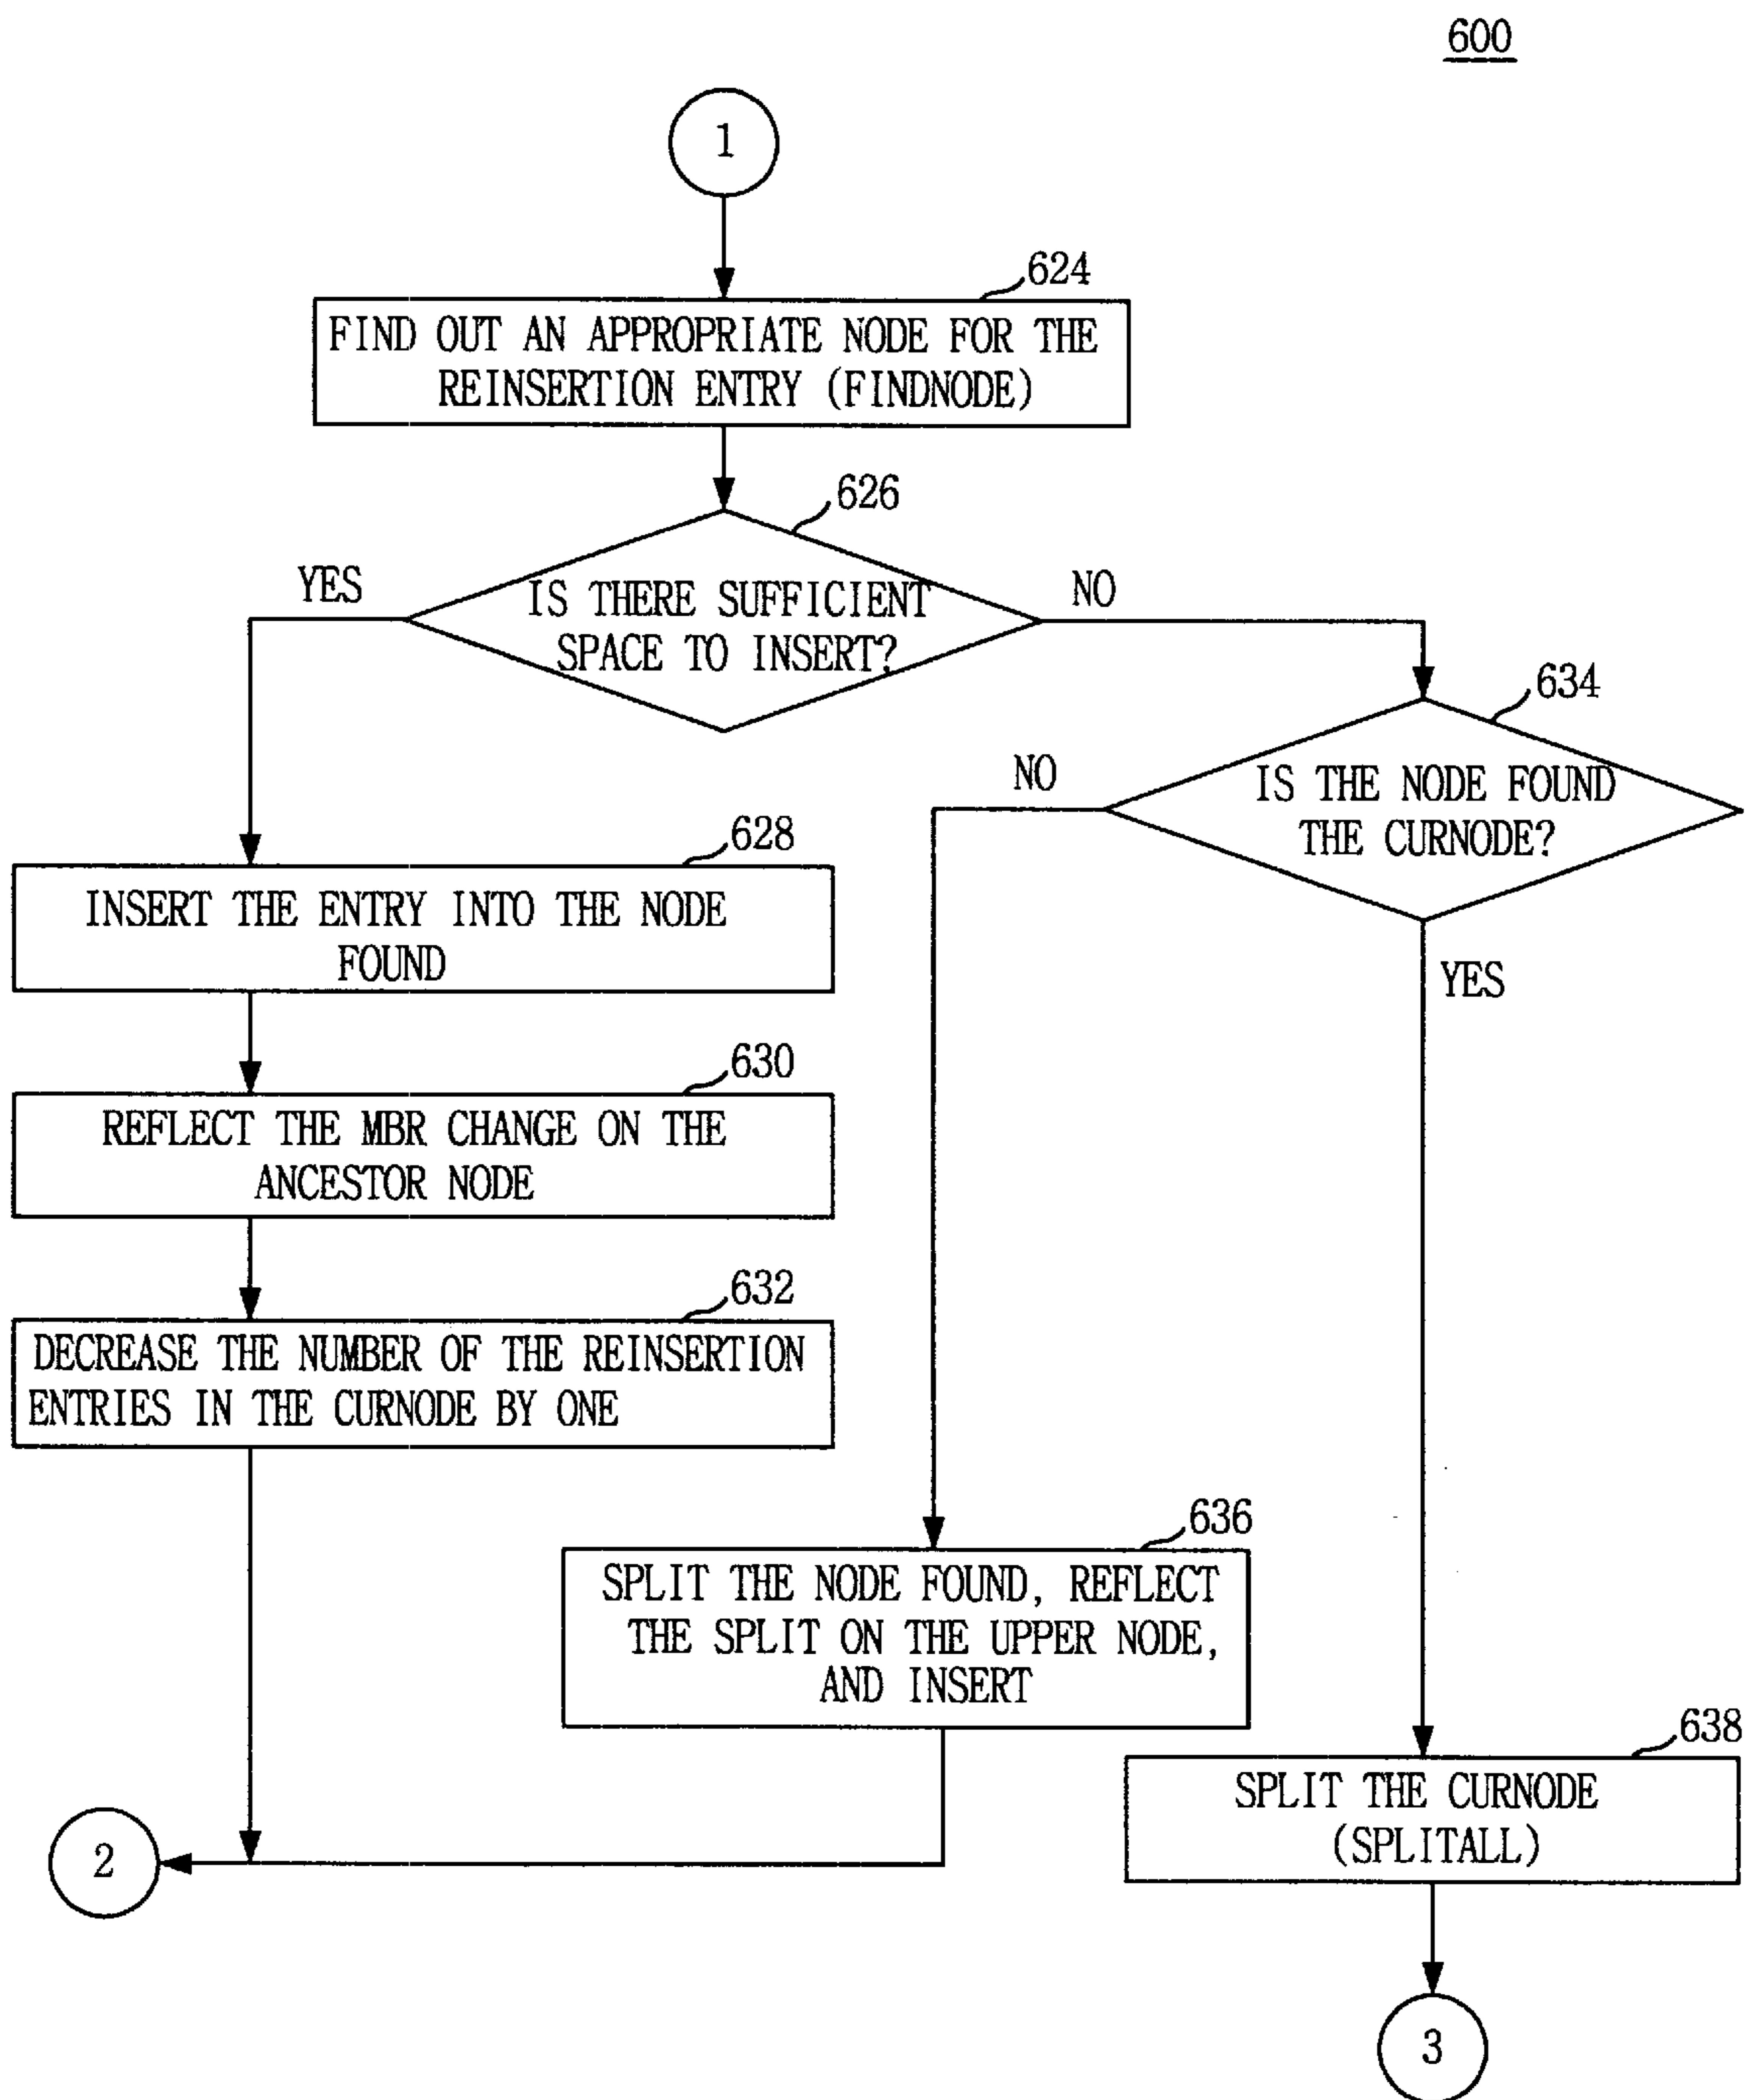 600
1
624
FIND OUT AN APPROPRIATE NODE FOR THE
REINSERTION ENTRY (FINDNODE)
626
YES
IS THERE SUFFICIENT
SPACE TO INSERT?
NO
634
NO
IS THE NODE FOUND
THE CURNODE?
YES
628
INSERT THE ENTRY INTO THE NODE
FOUND
630
REFLECT THE MBR CHANGE ON THE
ANCESTOR NODE
632
DECREASE THE NUMBER OF THE REINSERTION
ENTRIES IN THE CURNODE BY ONE
636
SPLIT THE NODE FOUND, REFLECT
THE SPLIT ON THE UPPER NODE,
AND INSERT
638
SPLIT THE CURNODE
(SPLITALL)
2
3